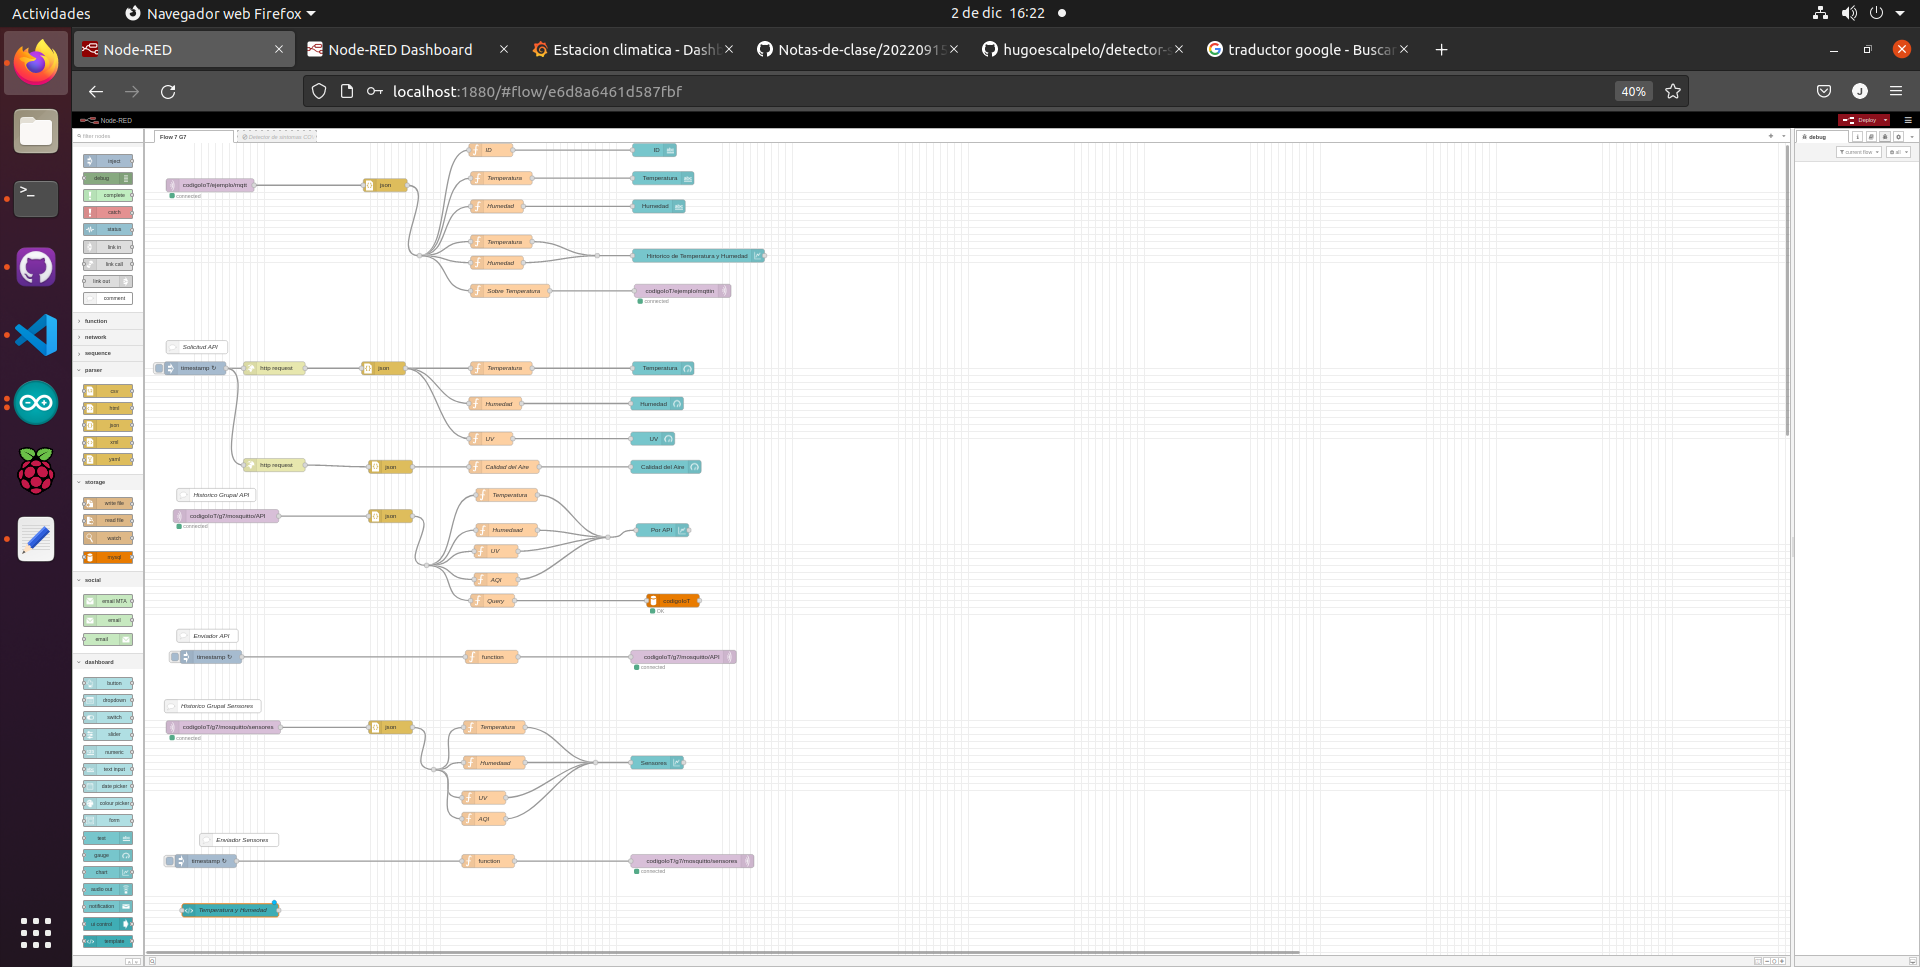 Actividades
Navegador web Firefox
2 de dic 16:22
Node-RED
Node-RED Dashboard
Estacion climatica - Dash
Notas-de-clase/20220915
hugoescalpelo/detector-s
traductor google - Buscar
localhost:1880/#flow/e6d8a6461d587fbf
40%
J
Node-RED
Deploy
filter nodes
Flow 7 G7
debug
current flow
all
inject
debug
complete
catch
status
link in
link call
link out
comment
function
network
sequence
parser
csv
html
json
xml
yaml
storage
write file
read file
watch
mysql
social
email MTA
email
email
dashboard
button
dropdown
switch
slider
numeric
text input
date picker
colour picker
form
text
gauge
chart
audio out
notification
ui control
template
codigoIoT/ejemplo/mqtt
connected
json
ID
ID
Temperatura
Temperatura
Humedad
Humedad
Temperatura
Humedad
Hirtorico de Temperatura y Humedad
Sobre Temperatura
codigoIoT/ejemplo/mqttin
connected
Solicitud API
timestamp ↻
http request
json
Temperatura
Temperatura
Humedad
Humedad
UV
UV
http request
json
Calidad del Aire
Calidad del Aire
Historico Grupal API
codigoIoT/g7/mosquitto/API
connected
json
Temperatura
Humedaad
UV
AQI
Por API
Query
codigoIoT
OK
Enviador API
timestamp ↻
function
codigoIoT/g7/mosquitto/API
connected
Historico Grupal Sensores
codigoIoT/g7/mosquitto/sensores
connected
json
Temperatura
Humedaad
UV
AQI
Sensores
Enviador Sensores
timestamp ↻
function
codigoIoT/g7/mosquitto/sensores
connected
Temperatura y Humedad